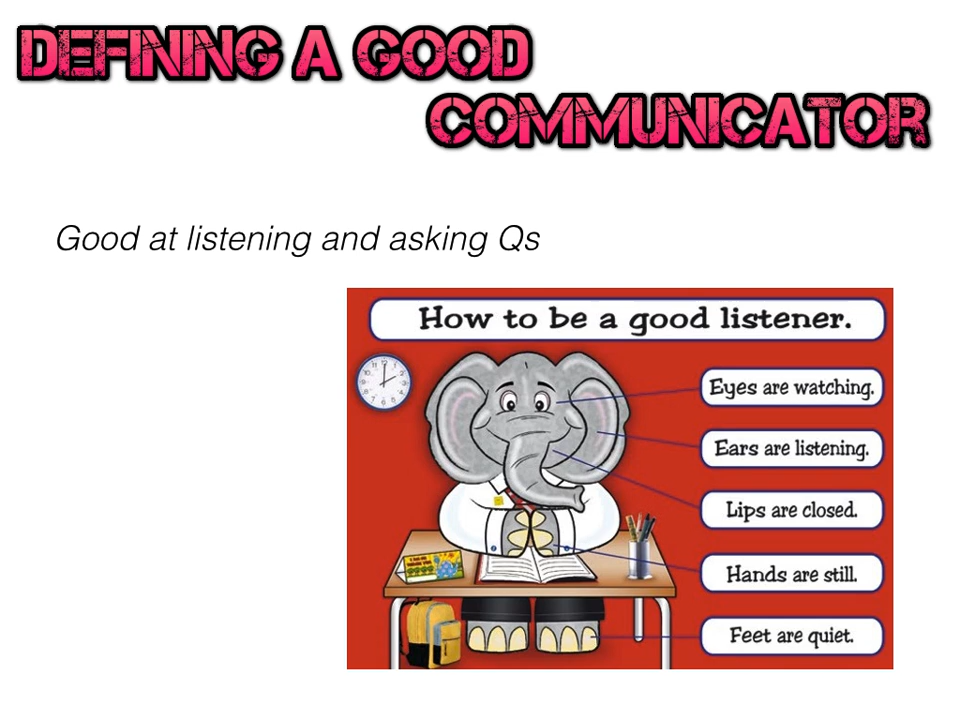 DEFINING A GOOD
COMMUNICATOR
Good at listening and asking Qs
How to be a good listener.
Eyes are watching.
Ears are listening.
Lips are closed.
Hands are still.
Feet are quiet.